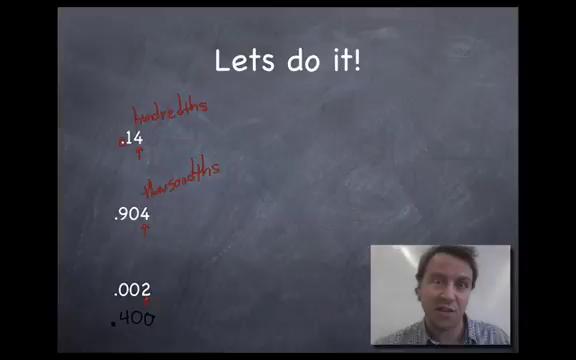 Lets do it!
hundredths
.14
thousandths
.904
.002
.400